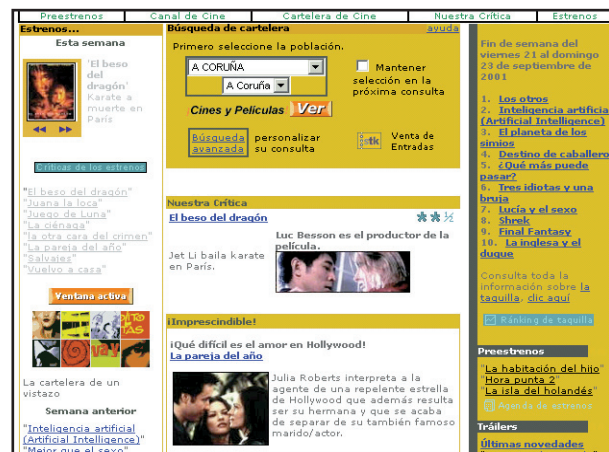 Preestrenos
Canal de Cine
Cartelera de Cine
Nuestra Crítica
Estrenos
Estrenos...
Esta semana
'El beso
del
dragón'
Karate a
muerte en
París
Críticas de los estrenos
"El beso del dragón"
"Juana la loca"
"Juego de Luna"
"La ciénaga"
"la otra cara del crimen"
"La pareja del año"
"Salvajes"
"Vuelvo a casa"
Ventana activa
La cartelera de un
vistazo
Semana anterior
"Inteligencia artificial
(Artificial Intelligence)"
"Mejor que el sexo"
Búsqueda de cartelera
ayuda
Primero seleccione la población.
A CORUÑA
A Coruña
Mantener
selección en la
próxima consulta
Cines y Películas Ver
Búsqueda
avanzada
personalizar
su consulta
stk
Venta de
Entradas
Nuestra Crítica
El beso del dragón
Luc Besson es el productor de la
película.
Jet Li baila karate
en París.
¡Imprescindible!
¡Qué difícil es el amor en Hollywood!
La pareja del año
Julia Roberts interpreta a la
agente de una repelente estrella
de Hollywood que además resulta
ser su hermana y que se acaba
de separar de su también famoso
marido/actor.
Fin de semana del
viernes 21 al domingo
23 de septiembre de
2001
1. Los otros
2. Inteligencia artificia
(Artificial Intelligence)
3. El planeta de los
simios
4. Destino de caballero
5. ¿Qué más puede
pasar?
6. Tres idiotas y una
bruja
7. Lucía y el sexo
8. Shrek
9. Final Fantasy
10. La inglesa y el
duque
Consulta toda la
información sobre la
taquilla, clic aquí
Ránking de taquilla
Preestrenos
"La habitación del hijo"
"Hora punta 2"
"La isla del holandés"
Agenda de estrenos
Tráilers
Últimas novedades